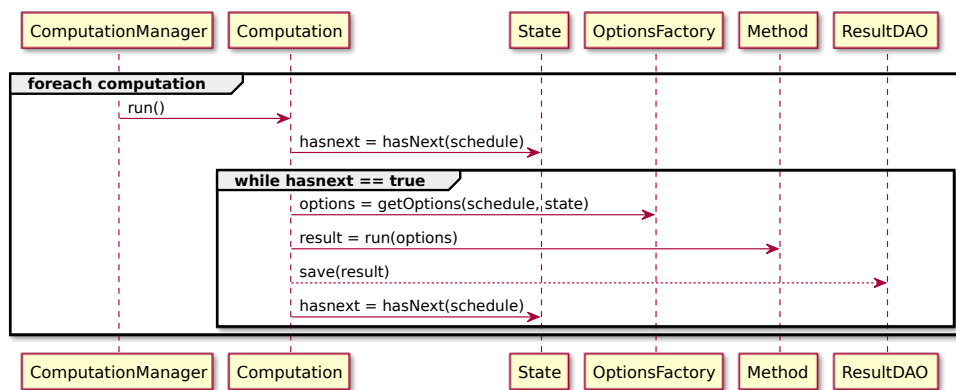 ComputationManager Computation State OptionsFactory Method ResultDAO
foreach computation
run()
hasnext = hasNext(schedule)
while hasnext == true
options = getOptions(schedule, state)
result = run(options)
save(result)
hasnext = hasNext(schedule)
ComputationManager Computation State OptionsFactory Method ResultDAO